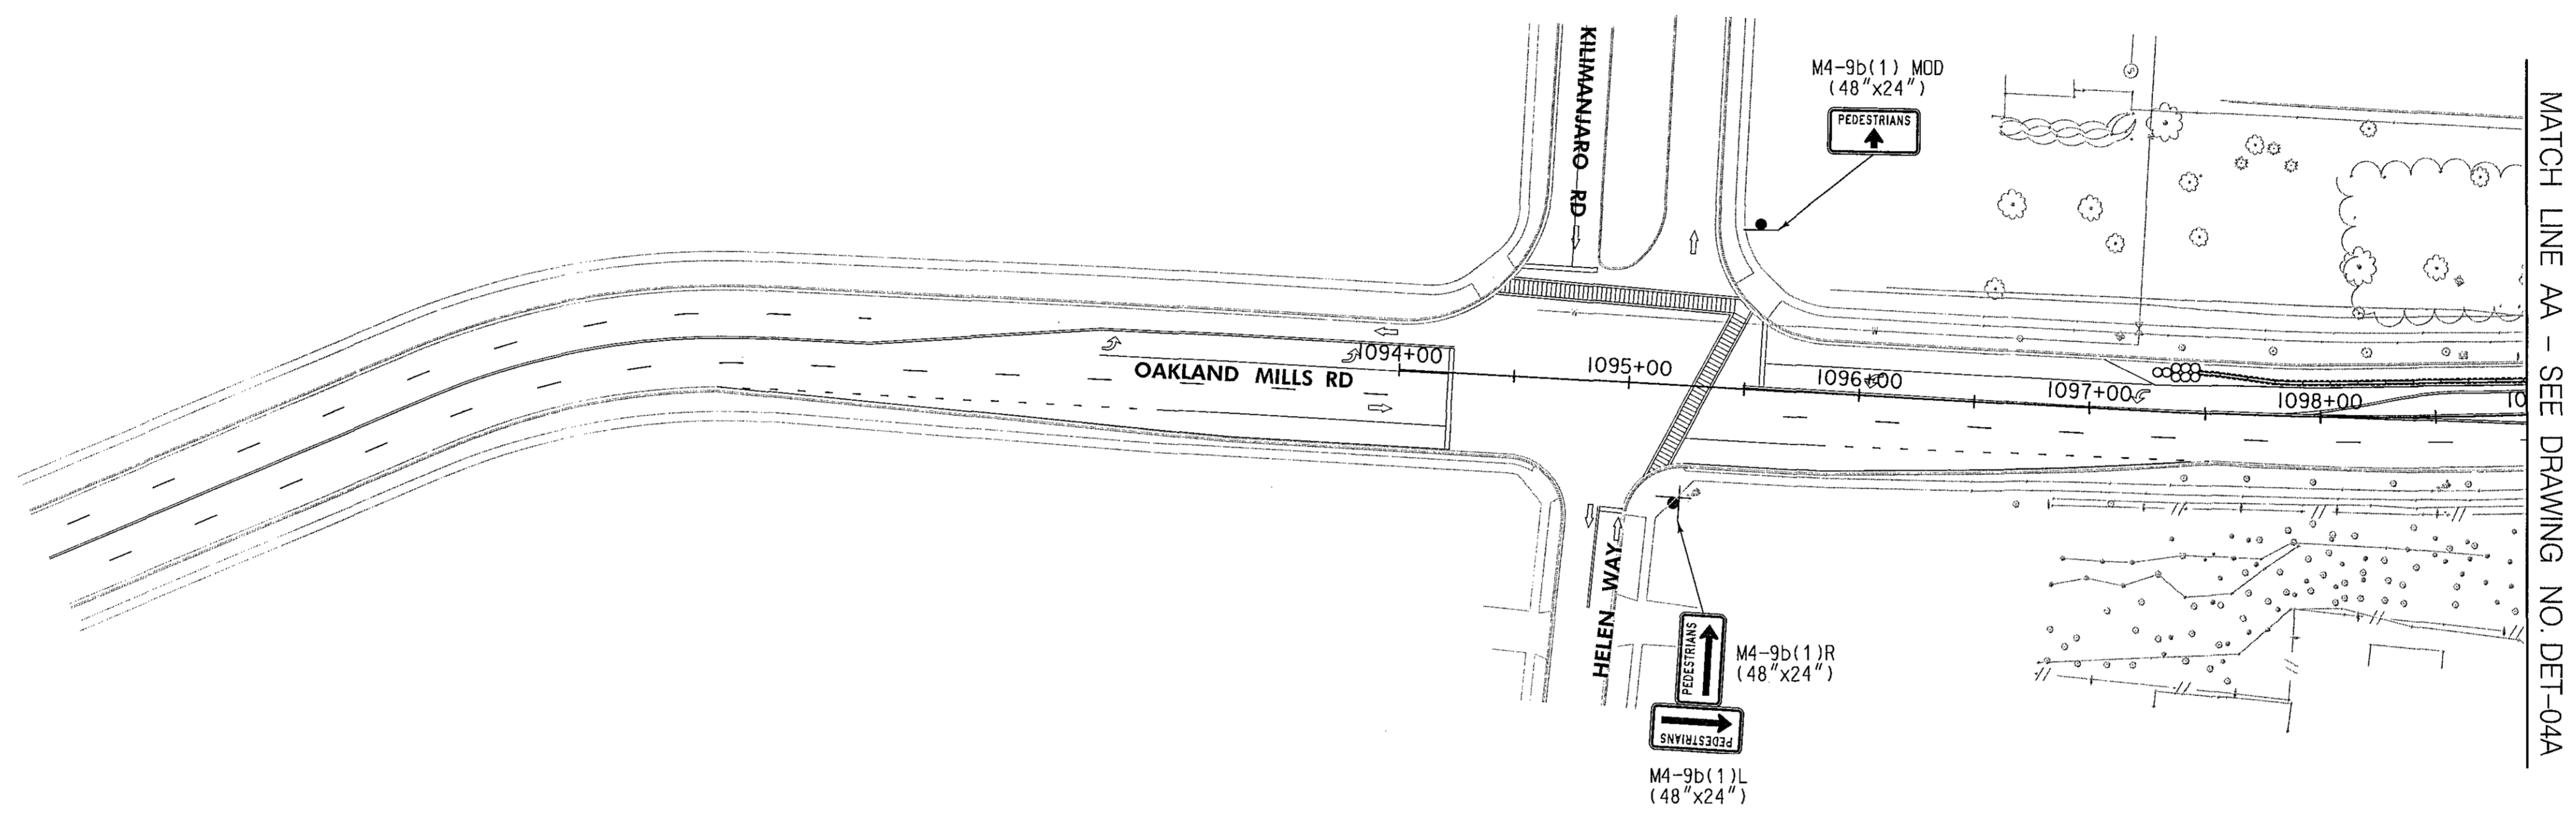 KILIMANJARO RD
M4-9b(1) MOD
(48"x24")
PEDESTRIANS
S
OAKLAND MILLS RD
1094+00
1095+00
1096+00
1097+00
1098+00
10
HELEN WAY
PEDESTRIANS
M4-9b(1)R
(48"x24")
PEDESTRIANS
M4-9b(1)L
(48"x24")
MATCH LINE AA - SEE DRAWING NO. DET-04A